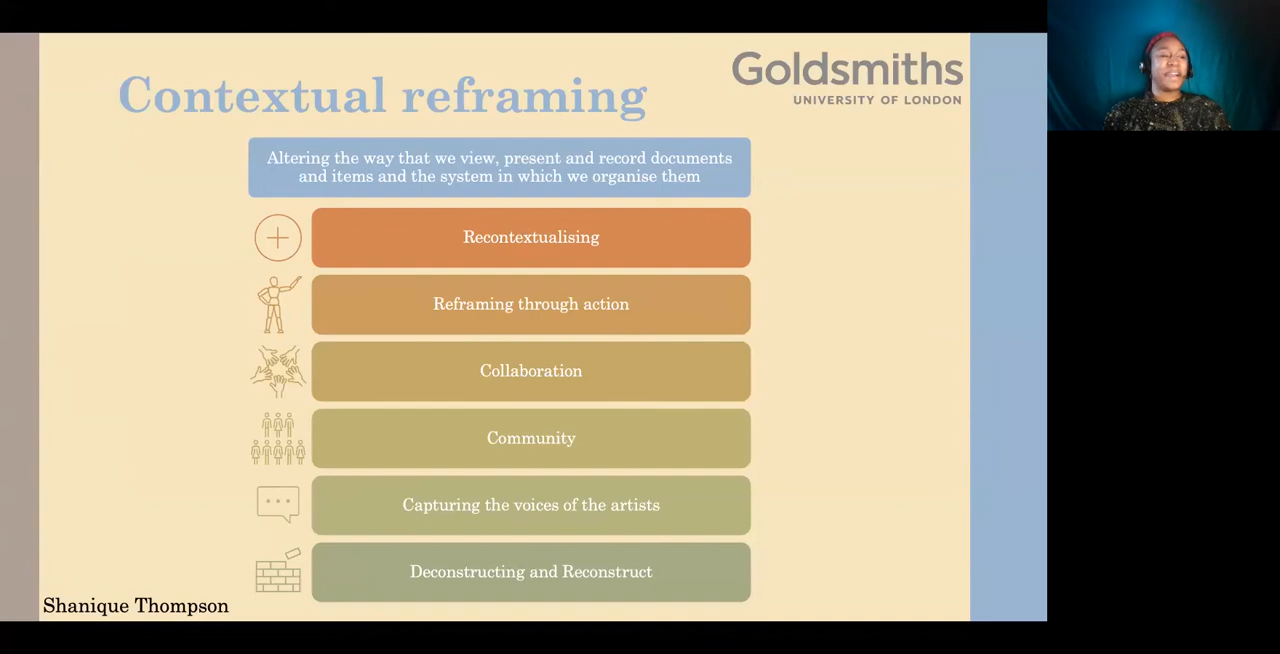 Contextual reframing
Goldsmiths
UNIVERSITY OF LONDON
Altering the way that we view, present and record documents
and items and the system in which we organise them
Recontextualising
Reframing through action
Collaboration
Community
Capturing the voices of the artists
Deconstructing and Reconstruct
Shanique Thompson